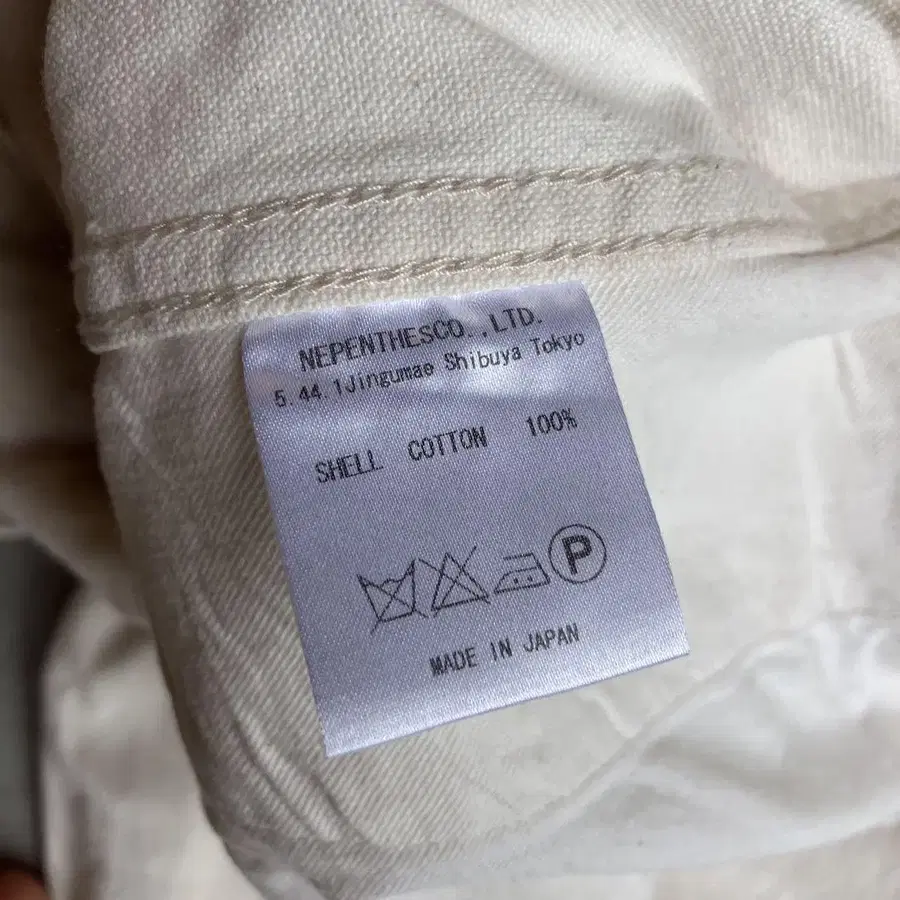 NEPENTHESCO.,LTD.
5.44.1Jingumae Shibuya Tokyo
SHELL COTTON 100%
P
MADE IN JAPAN